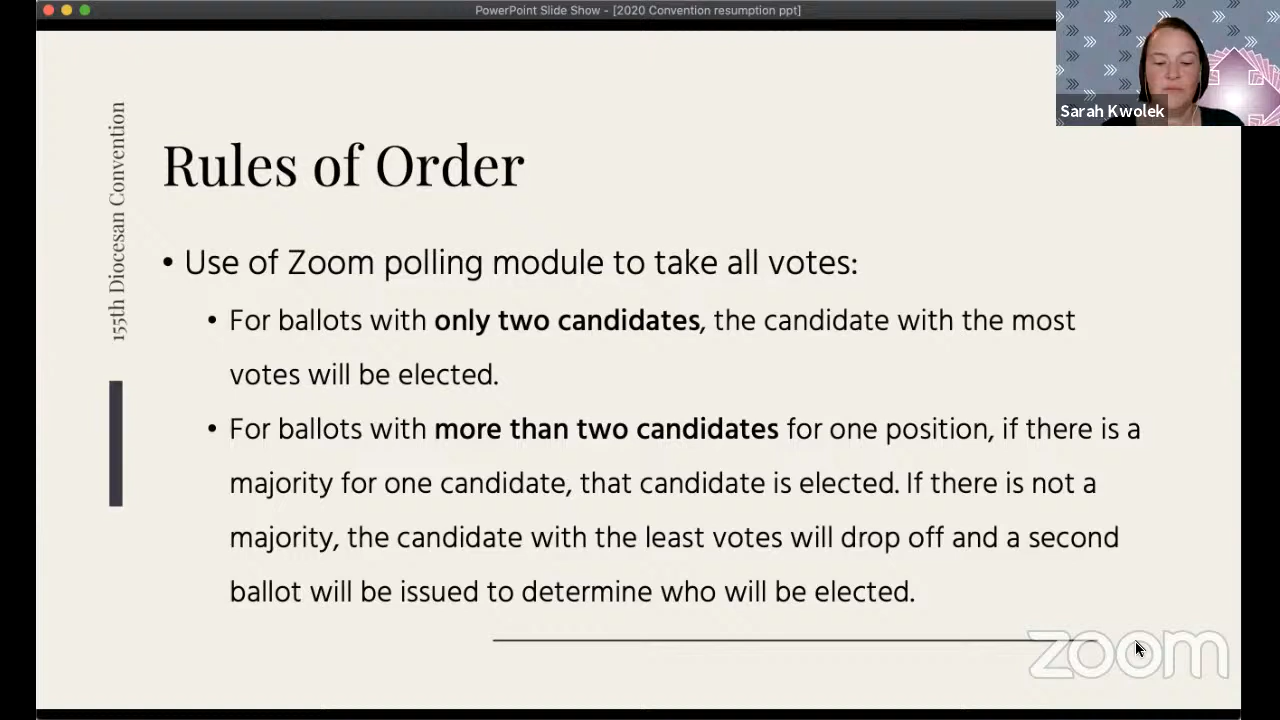 PowerPoint Slide Show - [2020 Convention resumption ppt]
Sarah Kwolek
155th Diocesan Convention
Rules of Order
• Use of Zoom polling module to take all votes:
• For ballots with only two candidates, the candidate with the most
votes will be elected.
• For ballots with more than two candidates for one position, if there is a
majority for one candidate, that candidate is elected. If there is not a
majority, the candidate with the least votes will drop off and a second
ballot will be issued to determine who will be elected.
zoom